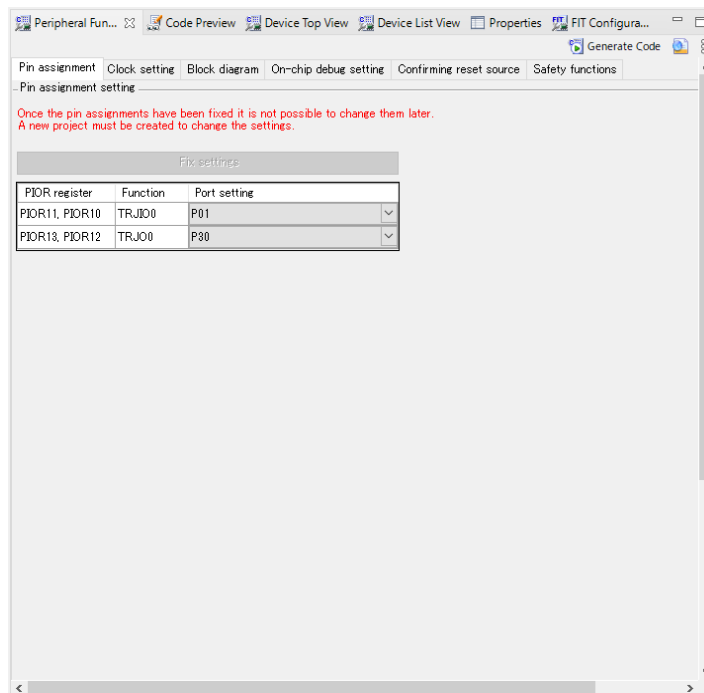 Peripheral Fun... Code Preview Device Top View Device List View Properties FIT FIT Configura...
Generate Code
Pin assignment Clock setting Block diagram On-chip debug setting Confirming reset source Safety functions
Pin assignment setting
Once the pin assignments have been fixed it is not possible to change them later.
A new project must be created to change the settings.
Fix settings
PIOR register Function Port setting
PIOR11, PIOR10 TRJIO0 P01
PIOR13, PIOR12 TRJO0 P30